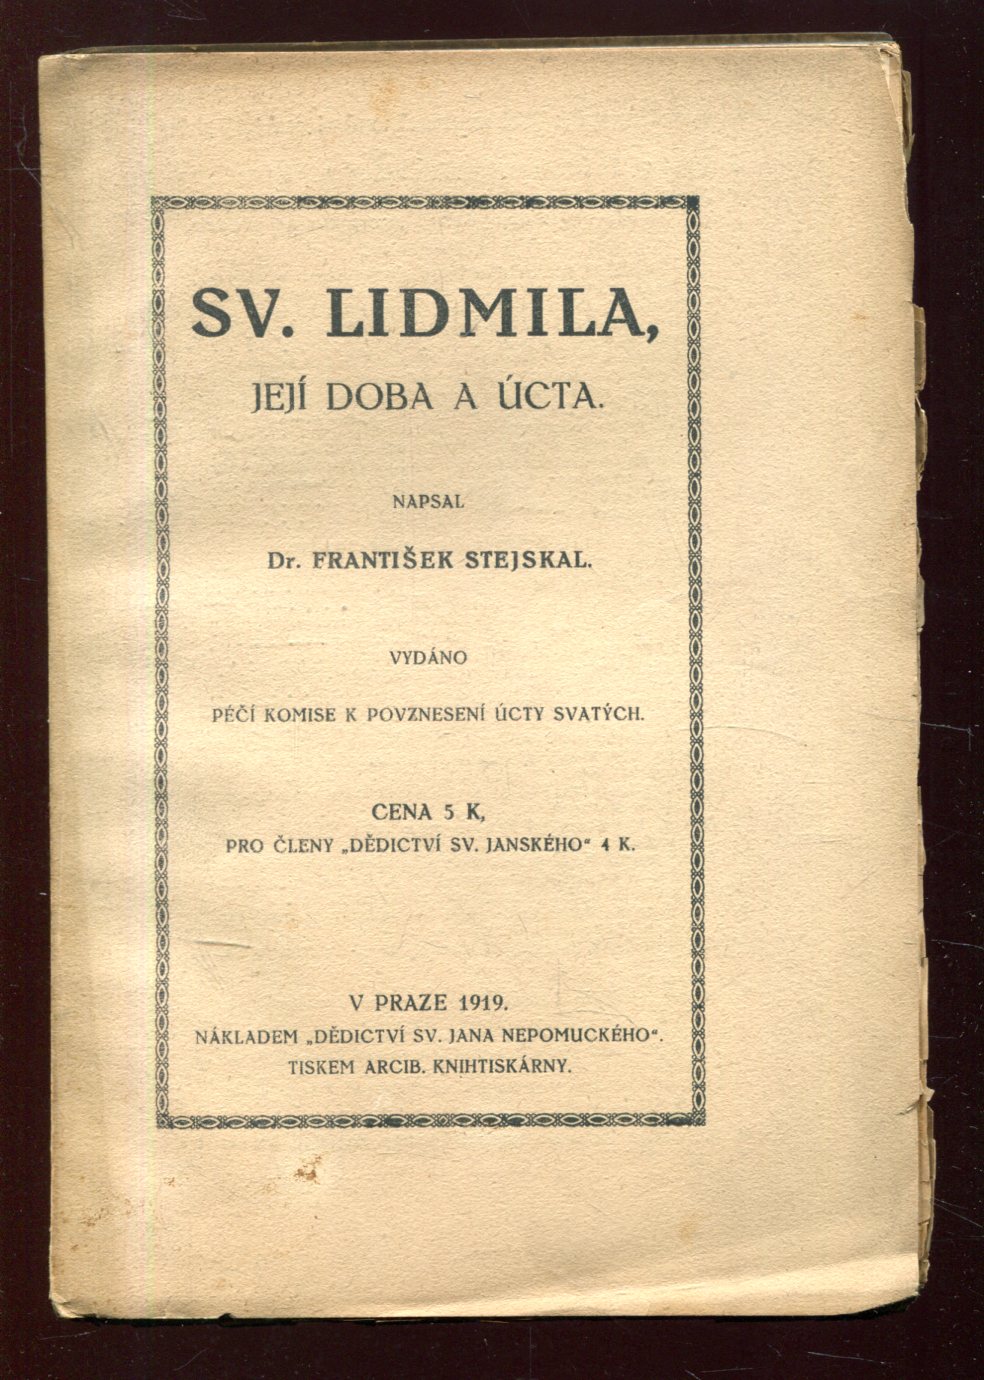 SV. LIDMILA,
JEJÍ DOBA A ÚCTA.
NAPSAL
Dr. FRANTIŠEK STEJSKAL.
VYDÁNO
PÉČÍ KOMISE K POVZNESENÍ ÚCTY SVATÝCH.
CENA 5 K,
PRO ČLENY „DĚDICTVÍ SV. JANSKÉHO“ 4 K.
V PRAZE 1919.
NÁKLADEM „DĚDICTVÍ SV. JANA NEPOMUCKÉHO“.
TISKEM ARCIB. KNIHTISKÁRNY.